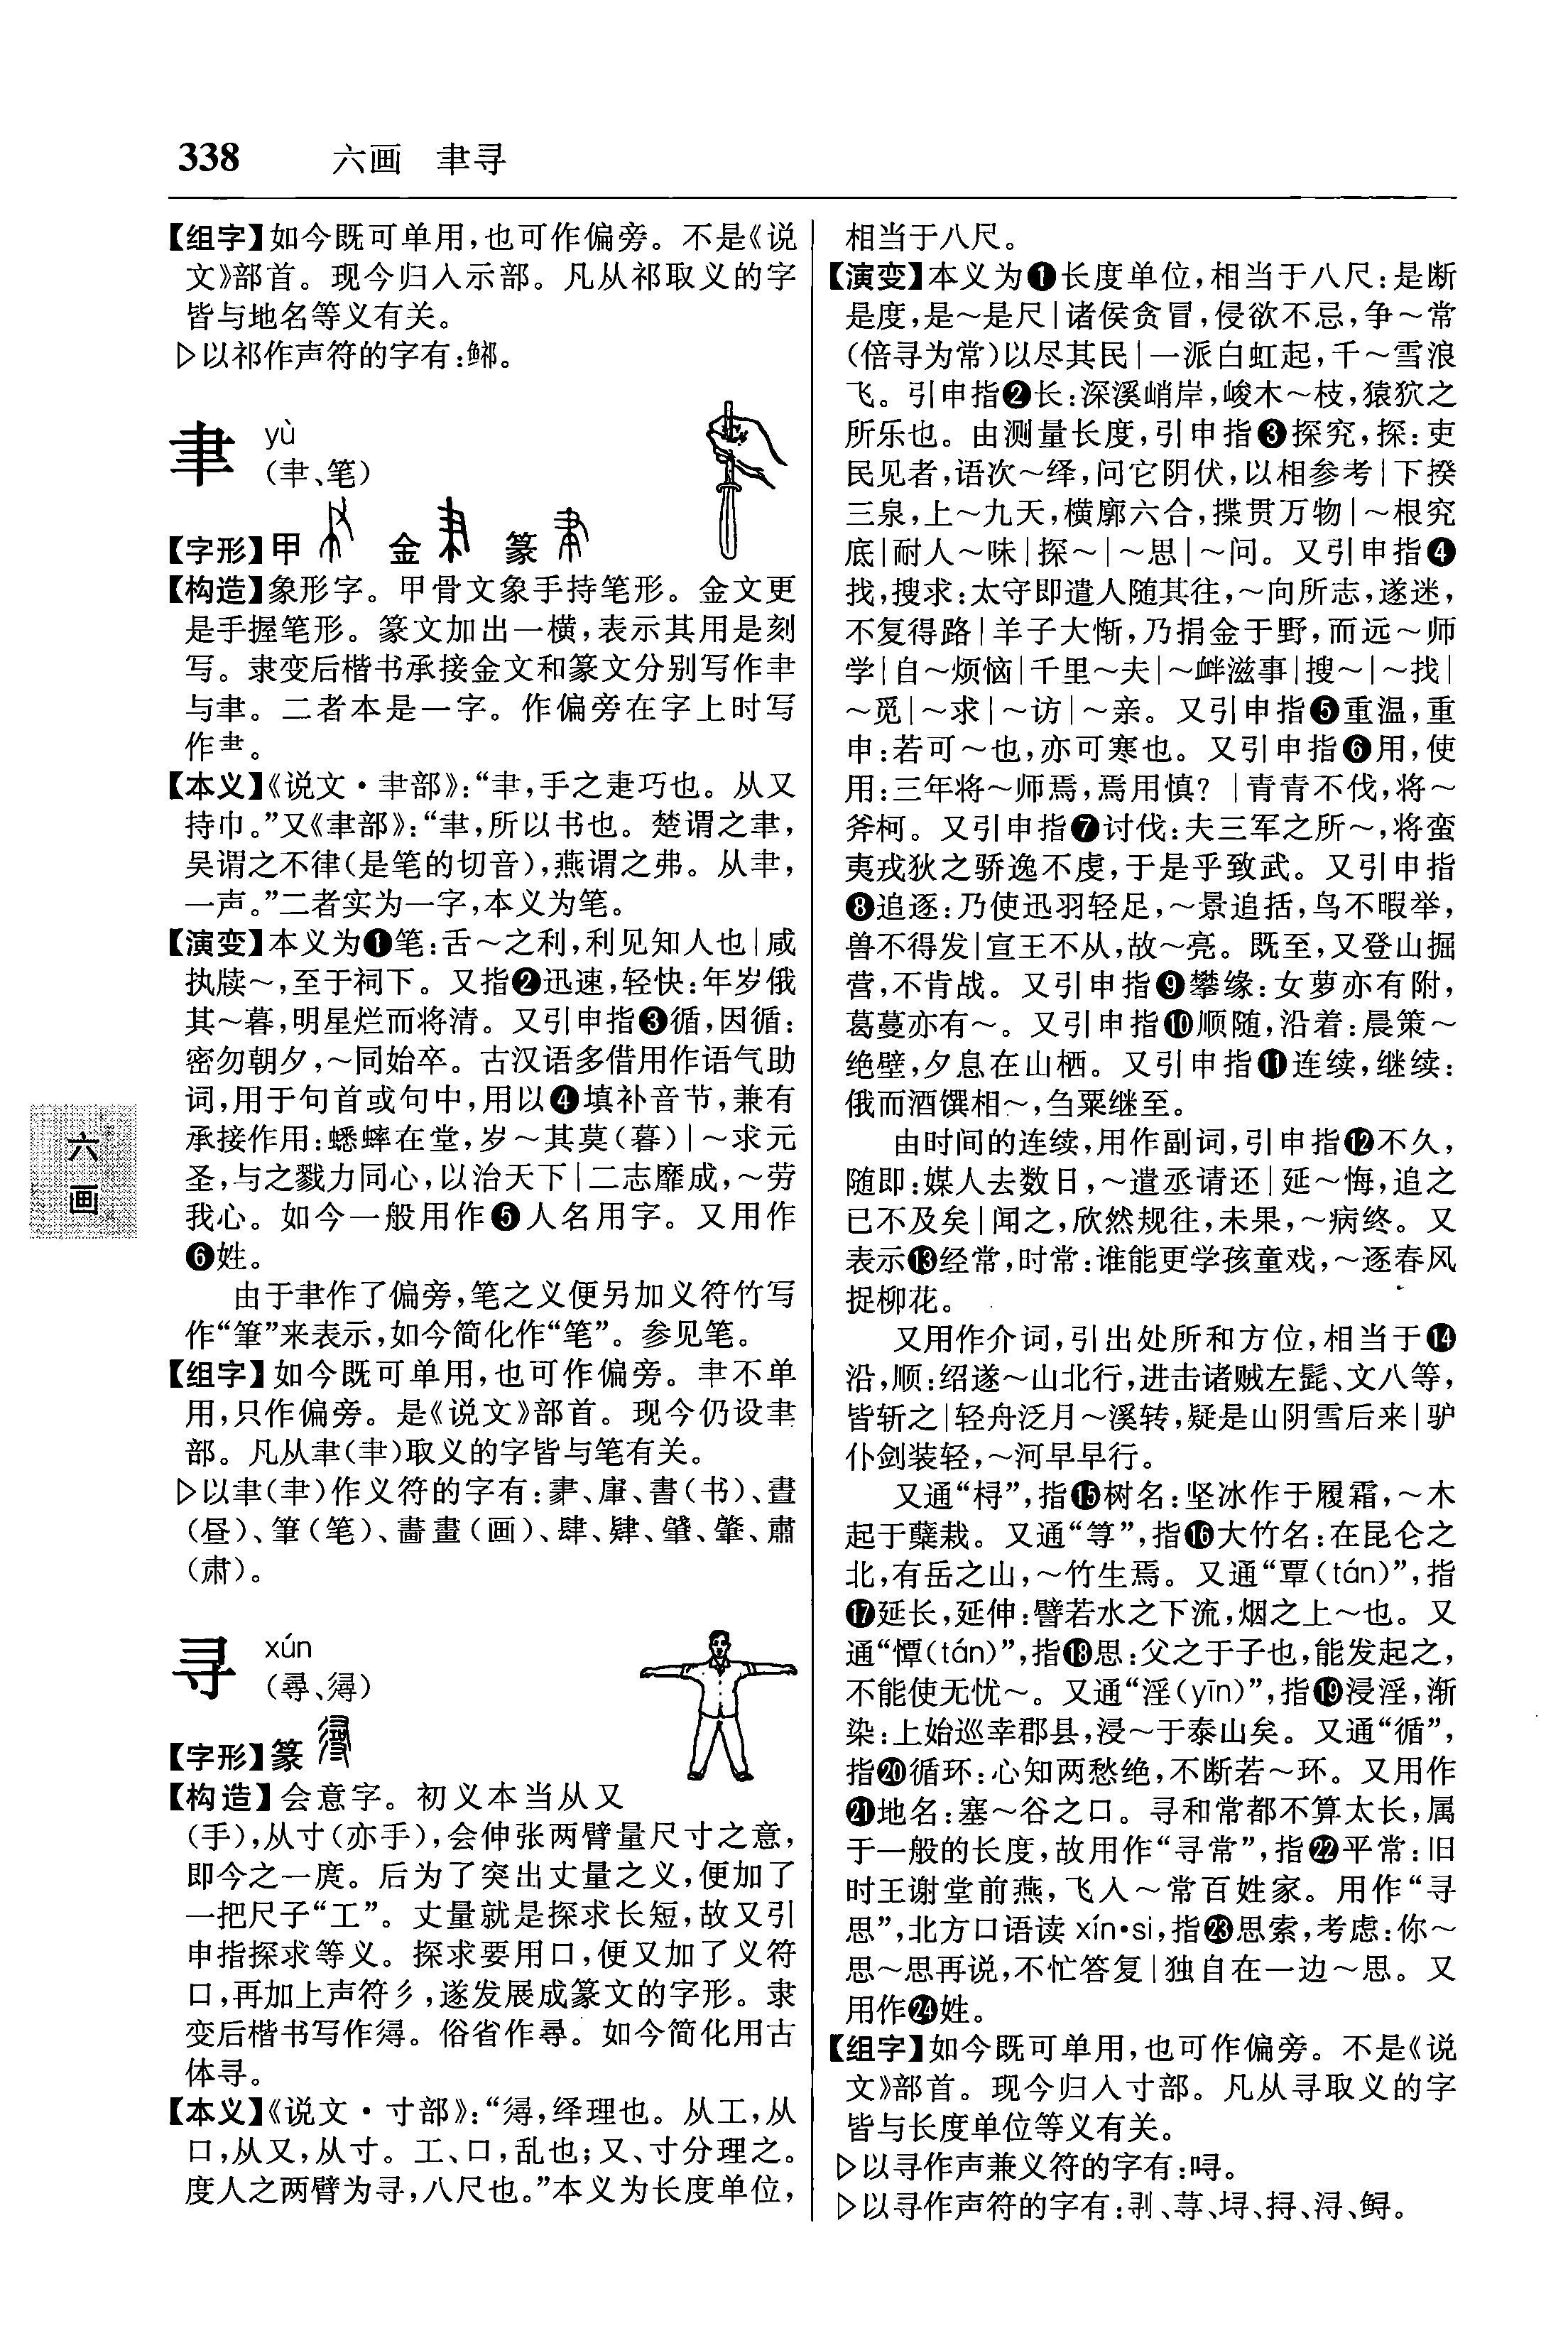 338 六画 聿寻
【组字】如今既可单用,也可作偏旁。不是《说
文》部首。现今归入示部。凡从祁取义的字
皆与地名等义有关。
▷以祁作声符的字有:
聿 yù
(𦘒、笔)
【字形】甲 金 篆
【构造】象形字。甲骨文象手持笔形。金文更
是手握笔形。篆文加出一横,表示其用是刻
写。隶变后楷书承接金文和篆文分别写作𦘒
与聿。二者本是一字。作偏旁在字上时写
作⺻。
【本义】《说文·𦘒部》:“𦘒,手之疌巧也。从又
持巾。”又《聿部》:“聿,所以书也。楚谓之聿,
吴谓之不律(是笔的切音),燕谓之弗。从𦘒,
一声。”二者实为一字,本义为笔。
【演变】本义为❶笔:舌～之利,利见知人也|咸
执牍～,至于祠下。又指❷迅速,轻快:年岁俄
其～暮,明星烂而将清。又引申指❸循,因循:
密勿朝夕,～同始卒。古汉语多借用作语气助
词,用于句首或句中,用以❹填补音节,兼有
承接作用:蟋蟀在堂,岁～其莫(暮)|～求元
圣,与之戮力同心,以治天下|二志靡成,～劳
我心。如今一般用作❺人名用字。又用作
❻姓。
由于聿作了偏旁,笔之义便另加义符竹写
作“筆”来表示,如今简化作“笔”。参见笔。
【组字】如今既可单用,也可作偏旁。𦘒不单
用,只作偏旁。是《说文》部首。现今仍设聿
部。凡从聿(𦘒)取义的字皆与笔有关。
▷以聿(𦘒)作义符的字有:肀、肁、書(书)、晝
(昼)、筆(笔)、畵畫(画)、肆、肄、肈、肇、肅
(肃)。
寻 xún
(尋、㝷)
【字形】篆
【构造】会意字。初义本当从又
(手),从寸(亦手),会伸张两臂量尺寸之意,
即今之一庹。后为了突出丈量之义,便加了
一把尺子“工”。丈量就是探求长短,故又引
申指探求等义。探求要用口,便又加了义符
口,再加上声符彡,遂发展成篆文的字形。隶
变后楷书写作㝷。俗省作尋。如今简化用古
体寻。
【本义】《说文·寸部》:“㝷,绎理也。从工,从
口,从又,从寸。工、口,乱也;又、寸分理之。
度人之两臂为寻,八尺也。”本义为长度单位,
相当于八尺。
【演变】本义为❶长度单位,相当于八尺:是断
是度,是～是尺|诸侯贪冒,侵欲不忌,争～常
(倍寻为常)以尽其民|一派白虹起,千～雪浪
飞。引申指❷长:深溪峭岸,峻木～枝,猿狖之
所乐也。由测量长度,引申指❸探究,探:吏
民见者,语次～绎,问它阴伏,以相参考|下揆
三泉,上～九天,横廓六合,揲贯万物|～根究
底|耐人～味|探～|～思|～问。又引申指❹
找,搜求:太守即遣人随其往,～向所志,遂迷,
不复得路|羊子大惭,乃捐金于野,而远～师
学|自～烦恼|千里～夫|～衅滋事|搜～|～找|
～觅|～求|～访|～亲。又引申指❺重温,重
申:若可～也,亦可寒也。又引申指❻用,使
用:三年将～师焉,焉用慎?|青青不伐,将～
斧柯。又引申指❼讨伐:夫三军之所～,将蛮
夷戎狄之骄逸不虔,于是乎致武。又引申指
❽追逐:乃使迅羽轻足,～景追括,鸟不暇举,
兽不得发|宣王不从,故～亮。既至,又登山掘
营,不肯战。又引申指❾攀缘:女萝亦有附,
葛蔓亦有～。又引申指❿顺随,沿着:晨策～
绝壁,夕息在山栖。又引申指⓫连续,继续:
俄而酒馔相～,刍粟继至。
由时间的连续,用作副词,引申指⓬不久,
随即:媒人去数日,～遣丞请还|延～悔,追之
已不及矣|闻之,欣然规往,未果,～病终。又
表示⓭经常,时常:谁能更学孩童戏,～逐春风
捉柳花。
又用作介词,引出处所和方位,相当于⓮
沿,顺:绍遂～山北行,进击诸贼左髭、文八等,
皆斩之|轻舟泛月～溪转,疑是山阴雪后来|驴
仆剑装轻,～河早早行。
又通“桪”,指⓯树名:坚冰作于履霜,～木
起于蘖栽。又通“䇮”,指⓰大竹名:在昆仑之
北,有岳之山,～竹生焉。又通“覃(tán)”,指
⓱延长,延伸:譬若水之下流,烟之上～也。又
通“憛(tán)”,指⓲思:父之于子也,能发起之,
不能使无忧～。又通“淫(yīn)”,指⓳浸淫,渐
染:上始巡幸郡县,浸～于泰山矣。又通“循”,
指⓴循环:心知两愁绝,不断若～环。又用作
㉑地名:塞～谷之口。寻和常都不算太长,属
于一般的长度,故用作“寻常”,指㉒平常:旧
时王谢堂前燕,飞入～常百姓家。用作“寻
思”,北方口语读 xín·si,指㉓思索,考虑:你～
思～思再说,不忙答复|独自在一边～思。又
用作㉔姓。
【组字】如今既可单用,也可作偏旁。不是《说
文》部首。现今归入寸部。凡从寻取义的字
皆与长度单位等义有关。
▷以寻作声兼义符的字有:㖊。
▷以寻作声符的字有:剨、荨、㙈、挦、浔、鲟。
六
画